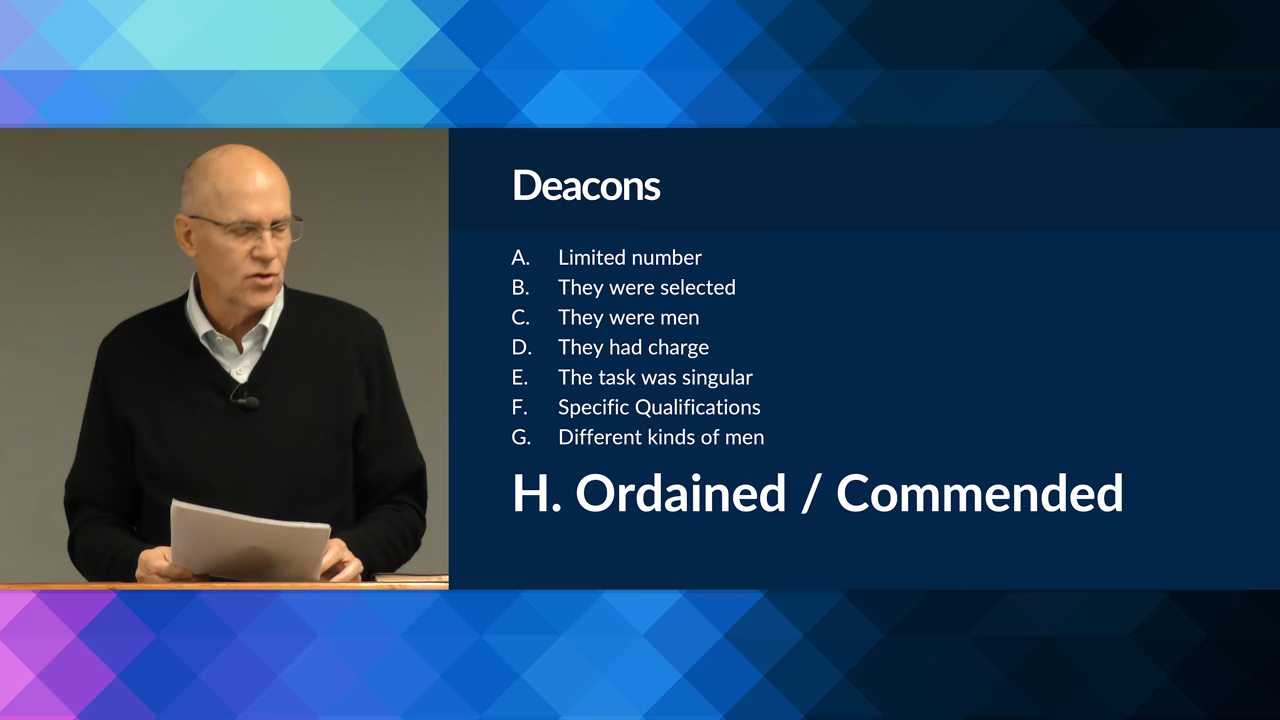 Deacons
A. Limited number
B. They were selected
C. They were men
D. They had charge
E. The task was singular
F. Specific Qualifications
G. Different kinds of men
H. Ordained / Commended